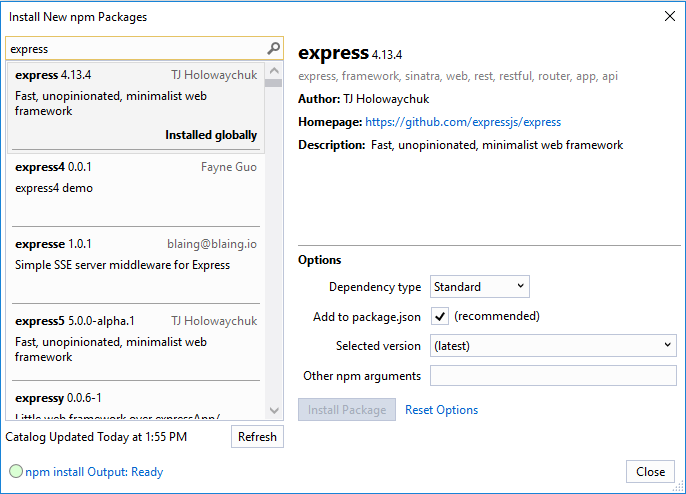 Install New npm Packages
express
express 4.13.4 TJ Holowaychuk
Fast, unopinionated, minimalist web
framework
Installed globally
express4 0.0.1 Fayne Guo
express4 demo
expresse 1.0.1 blaing@blaing.io
Simple SSE server middleware for Express
express5 5.0.0-alpha.1 TJ Holowaychuk
Fast, unopinionated, minimalist web
framework
expressy 0.0.6-1
Little web framework over expressApp/
Catalog Updated Today at 1:55 PM
Refresh
npm install Output: Ready
express 4.13.4
express, framework, sinatra, web, rest, restful, router, app, api
Author: TJ Holowaychuk
Homepage: https://github.com/expressjs/express
Description: Fast, unopinionated, minimalist web framework
Options
Dependency type Standard
Add to package.json (recommended)
Selected version (latest)
Other npm arguments
Install Package Reset Options
Close